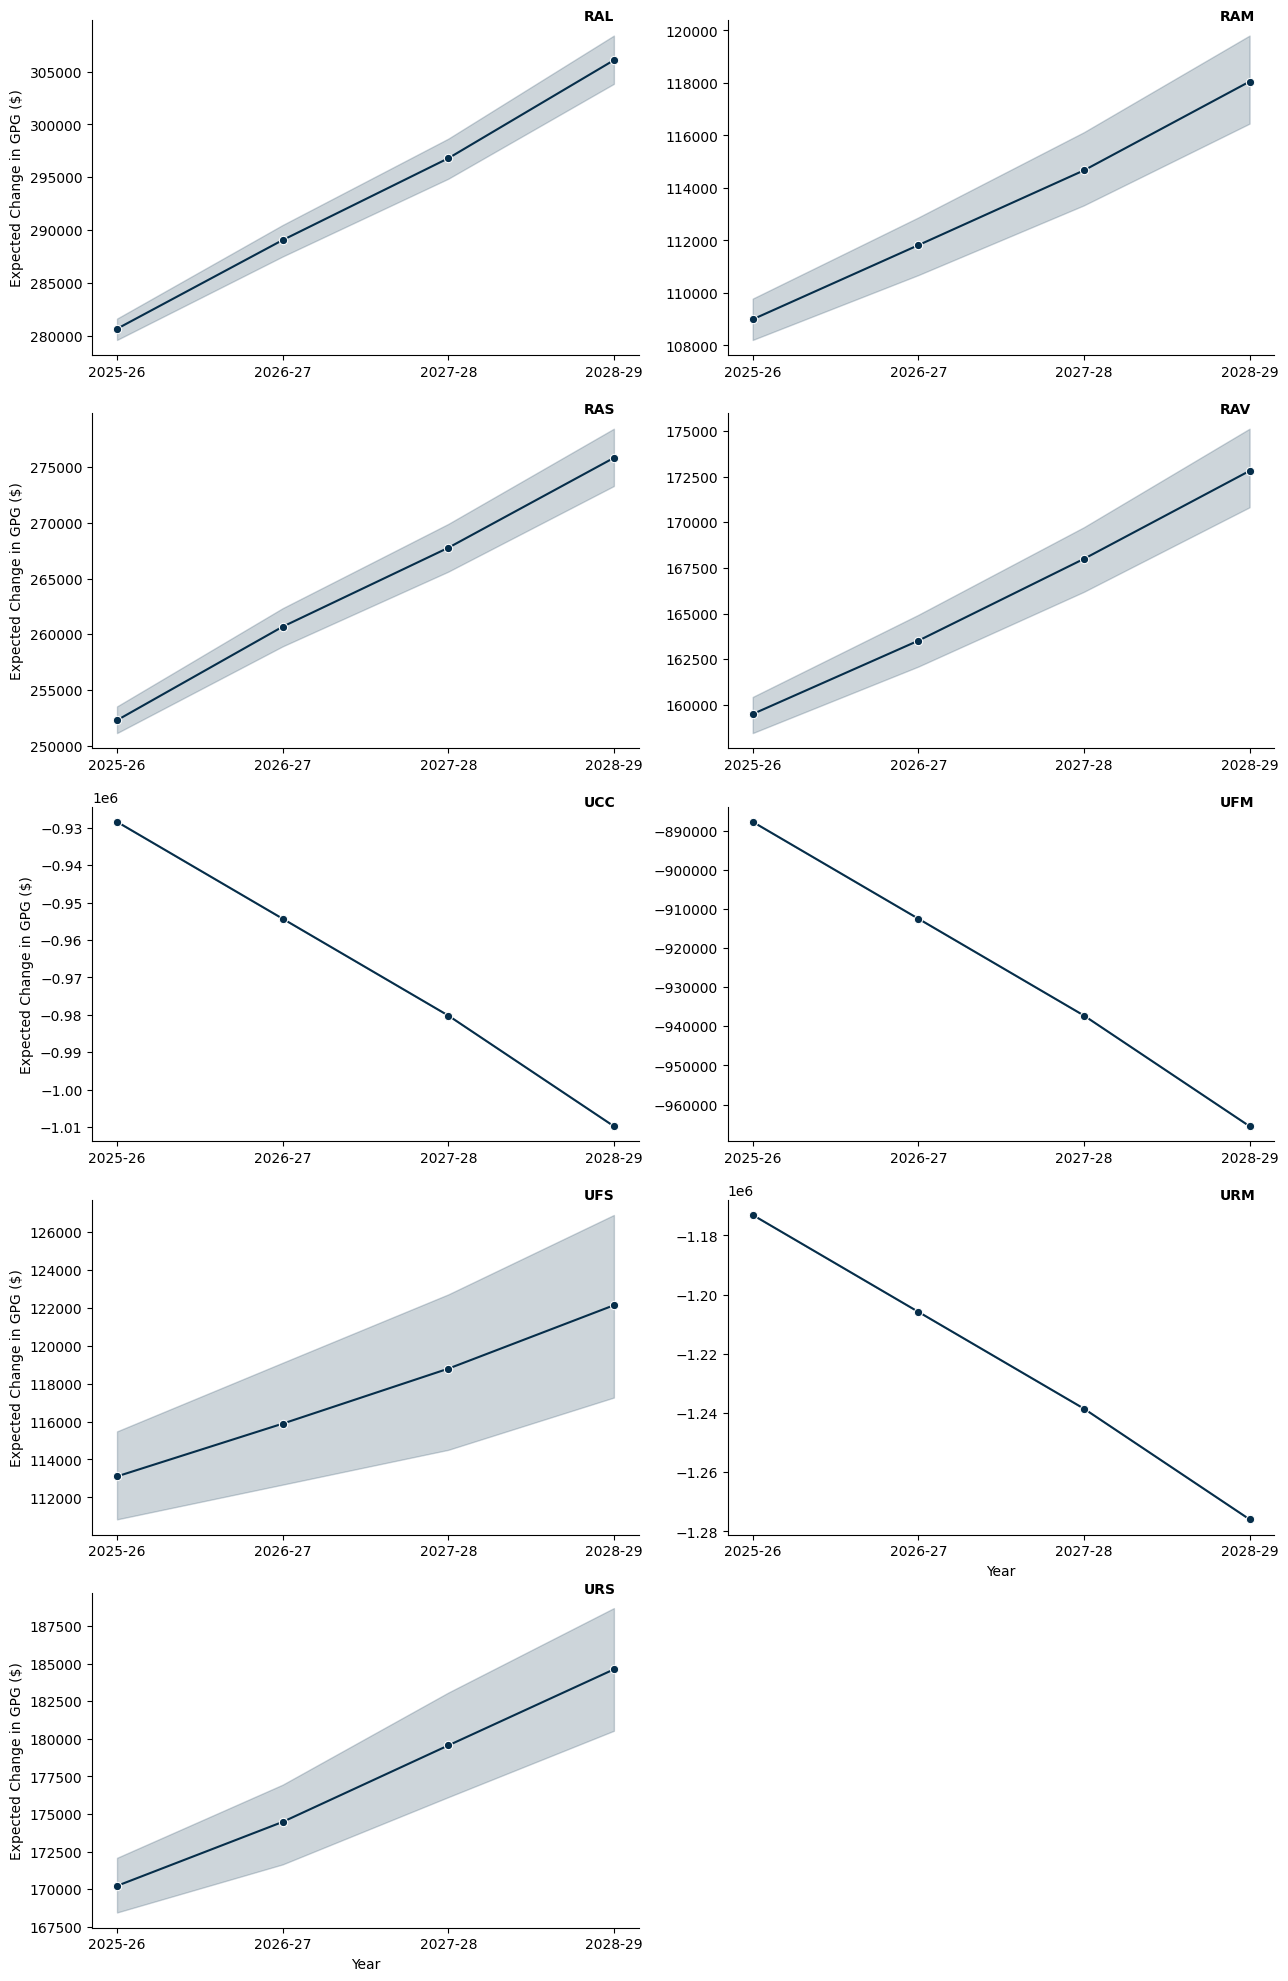 RAL
RAM
Expected Change in GPG ($)
305000
300000
295000
290000
285000
280000
2025-26 2026-27 2027-28 2028-29
120000
118000
116000
114000
112000
110000
108000
2025-26 2026-27 2027-28 2028-29
RAS
RAV
Expected Change in GPG ($)
275000
270000
265000
260000
255000
250000
2025-26 2026-27 2027-28 2028-29
175000
172500
170000
167500
165000
162500
160000
2025-26 2026-27 2027-28 2028-29
1e6
UCC
UFM
Expected Change in GPG ($)
−0.93
−0.94
−0.95
−0.96
−0.97
−0.98
−0.99
−1.00
−1.01
2025-26 2026-27 2027-28 2028-29
−890000
−900000
−910000
−920000
−930000
−940000
−950000
−960000
2025-26 2026-27 2027-28 2028-29
UFS
1e6
URM
Expected Change in GPG ($)
126000
124000
122000
120000
118000
116000
114000
112000
2025-26 2026-27 2027-28 2028-29
−1.18
−1.20
−1.22
−1.24
−1.26
−1.28
2025-26 2026-27 2027-28 2028-29
Year
URS
Expected Change in GPG ($)
187500
185000
182500
180000
177500
175000
172500
170000
167500
2025-26 2026-27 2027-28 2028-29
Year